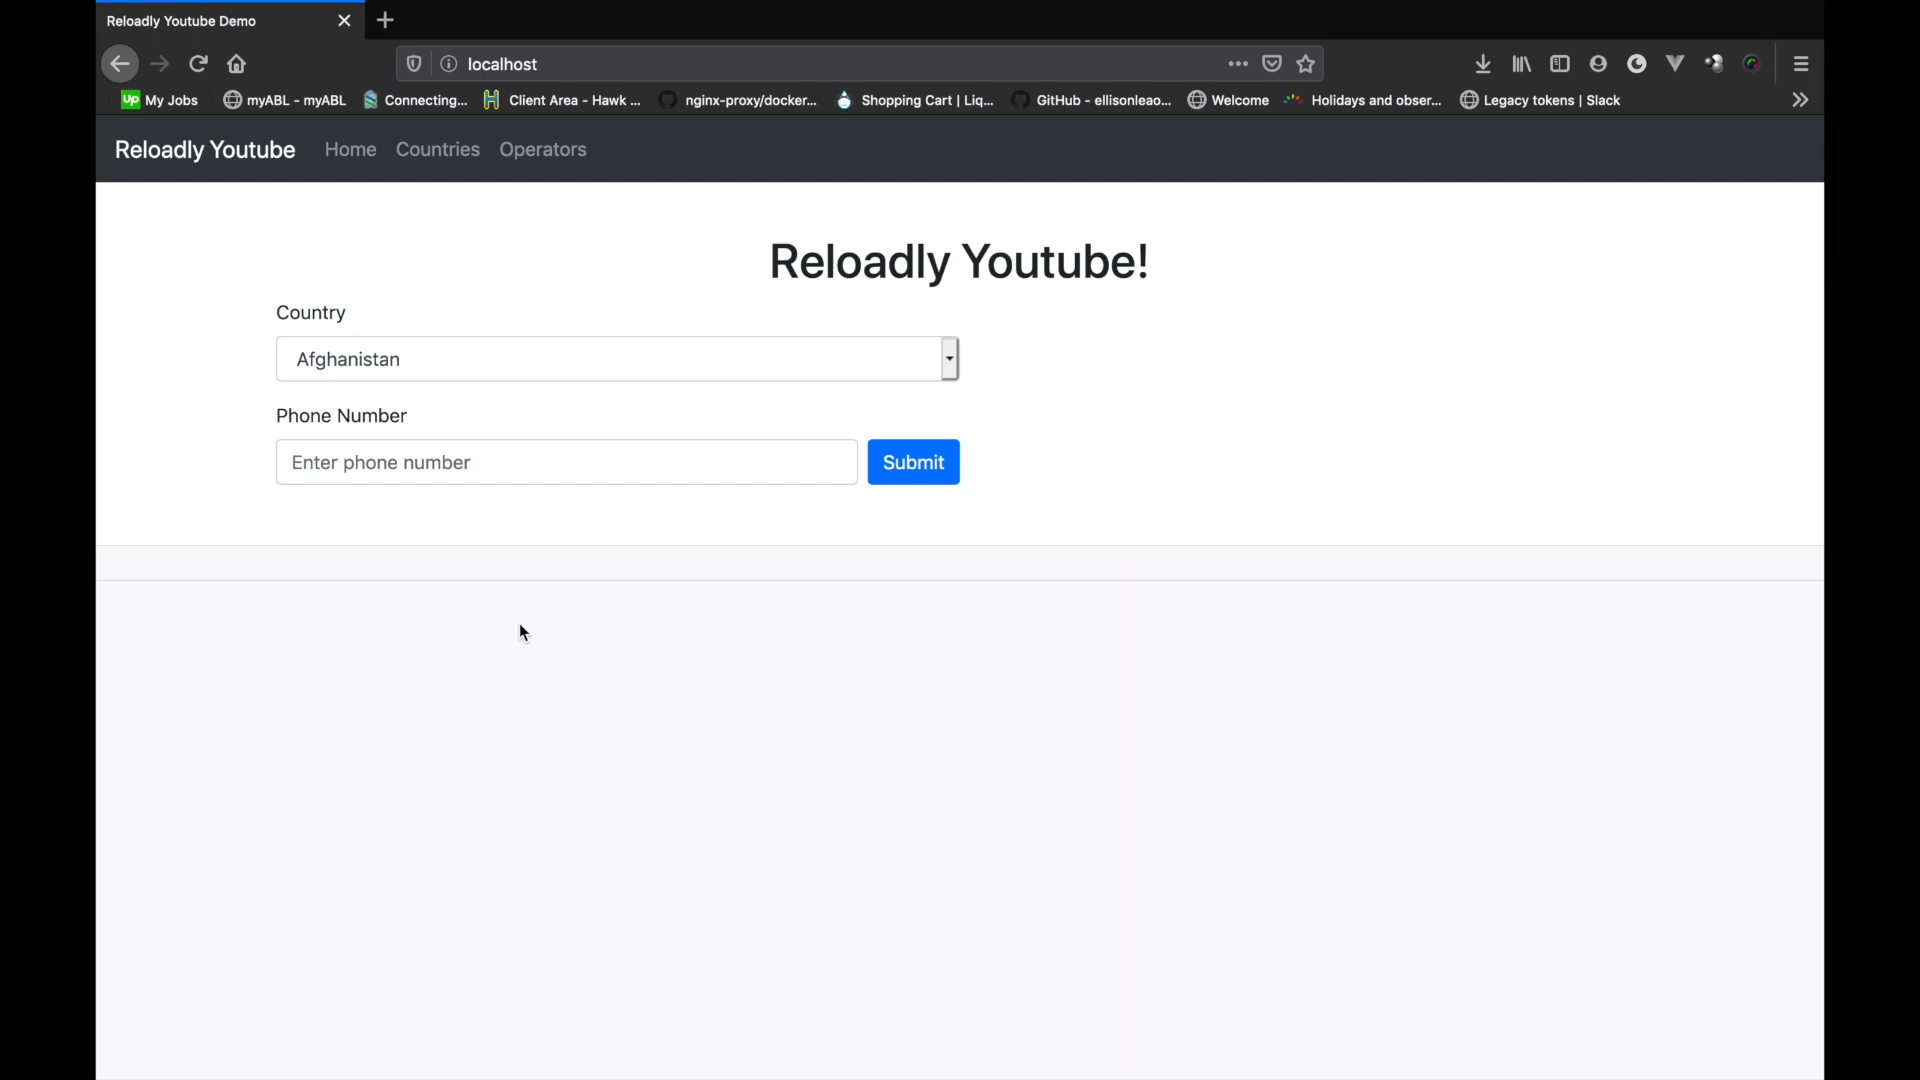 Reloadly Youtube Demo
localhost
UP My Jobs myABL - myABL Connecting... Client Area - Hawk ... nginx-proxy/docker... Shopping Cart | Liq... GitHub - ellisonleao... Welcome Holidays and obser... Legacy tokens | Slack
Reloadly Youtube Home Countries Operators
Reloadly Youtube!
Country
Afghanistan
Phone Number
Enter phone number Submit